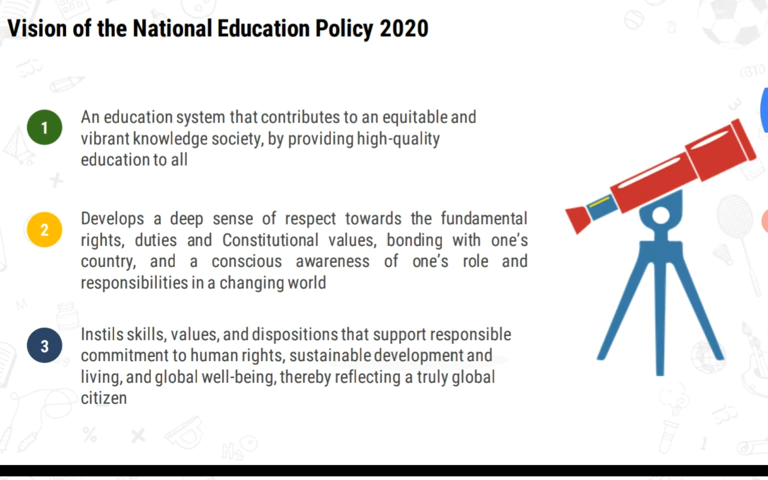 Vision of the National Education Policy 2020
1
An education system that contributes to an equitable and
vibrant knowledge society, by providing high-quality
education to all
2
Develops a deep sense of respect towards the fundamental
rights, duties and Constitutional values, bonding with one's
country, and a conscious awareness of one's role and
responsibilities in a changing world
3
Instils skills, values, and dispositions that support responsible
commitment to human rights, sustainable development and
living, and global well-being, thereby reflecting a truly global
citizen